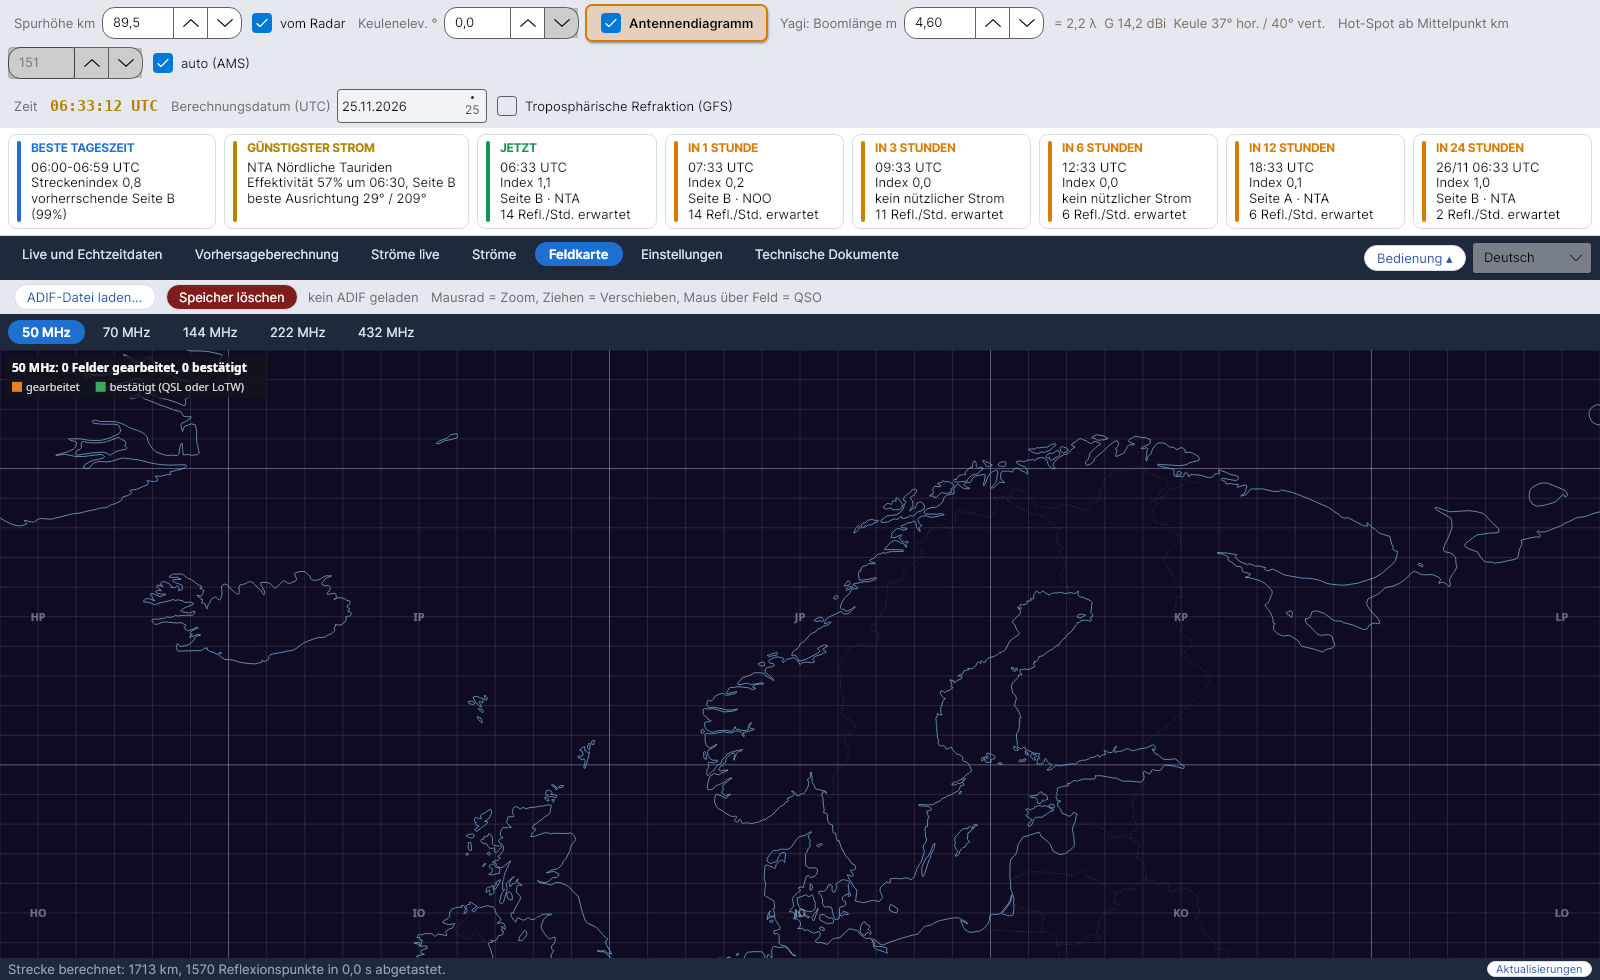 Spurhöhe km 89,5 vom Radar Keulenelev. ° 0,0 Antennendiagramm Yagi: Boomlänge m 4,60 = 2,2 λ G 14,2 dBi Keule 37° hor. / 40° vert. Hot-Spot ab Mittelpunkt km
151 auto (AMS)
Zeit 06:33:12 UTC Berechnungsdatum (UTC) 25.11.2026 25 Troposphärische Refraktion (GFS)
BESTE TAGESZEIT
06:00-06:59 UTC
Streckenindex 0,8
vorherrschende Seite B
(99%)
GÜNSTIGSTER STROM
NTA Nördliche Tauriden
Effektivität 57% um 06:30, Seite B
beste Ausrichtung 29° / 209°
JETZT
06:33 UTC
Index 1,1
Seite B · NTA
14 Refl./Std. erwartet
IN 1 STUNDE
07:33 UTC
Index 0,2
Seite B · NOO
14 Refl./Std. erwartet
IN 3 STUNDEN
09:33 UTC
Index 0,0
kein nützlicher Strom
11 Refl./Std. erwartet
IN 6 STUNDEN
12:33 UTC
Index 0,0
kein nützlicher Strom
6 Refl./Std. erwartet
IN 12 STUNDEN
18:33 UTC
Index 0,1
Seite A · NTA
6 Refl./Std. erwartet
IN 24 STUNDEN
26/11 06:33 UTC
Index 1,0
Seite B · NTA
2 Refl./Std. erwartet
Live und Echtzeitdaten Vorhersageberechnung Ströme live Ströme Feldkarte Einstellungen Technische Dokumente Bedienung ▴ Deutsch
ADIF-Datei laden... Speicher löschen kein ADIF geladen Mausrad = Zoom, Ziehen = Verschieben, Maus über Feld = QSO
50 MHz 70 MHz 144 MHz 222 MHz 432 MHz
50 MHz: 0 Felder gearbeitet, 0 bestätigt
gearbeitet bestätigt (QSL oder LoTW)
HP IP JP KP LP
HO IO JO KO LO
Strecke berechnet: 1713 km, 1570 Reflexionspunkte in 0,0 s abgetastet. Aktualisierungen